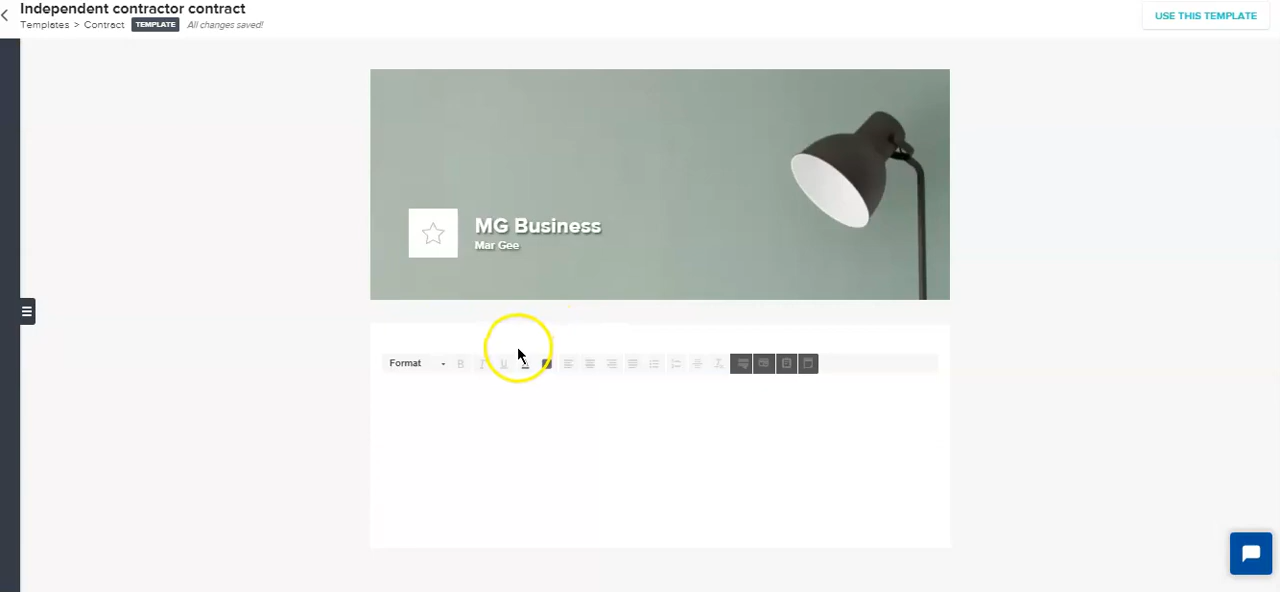 Independent contractor contract
Templates > Contract TEMPLATE All changes saved!
USE THIS TEMPLATE
MG Business
Mar Gee
Format B I U A